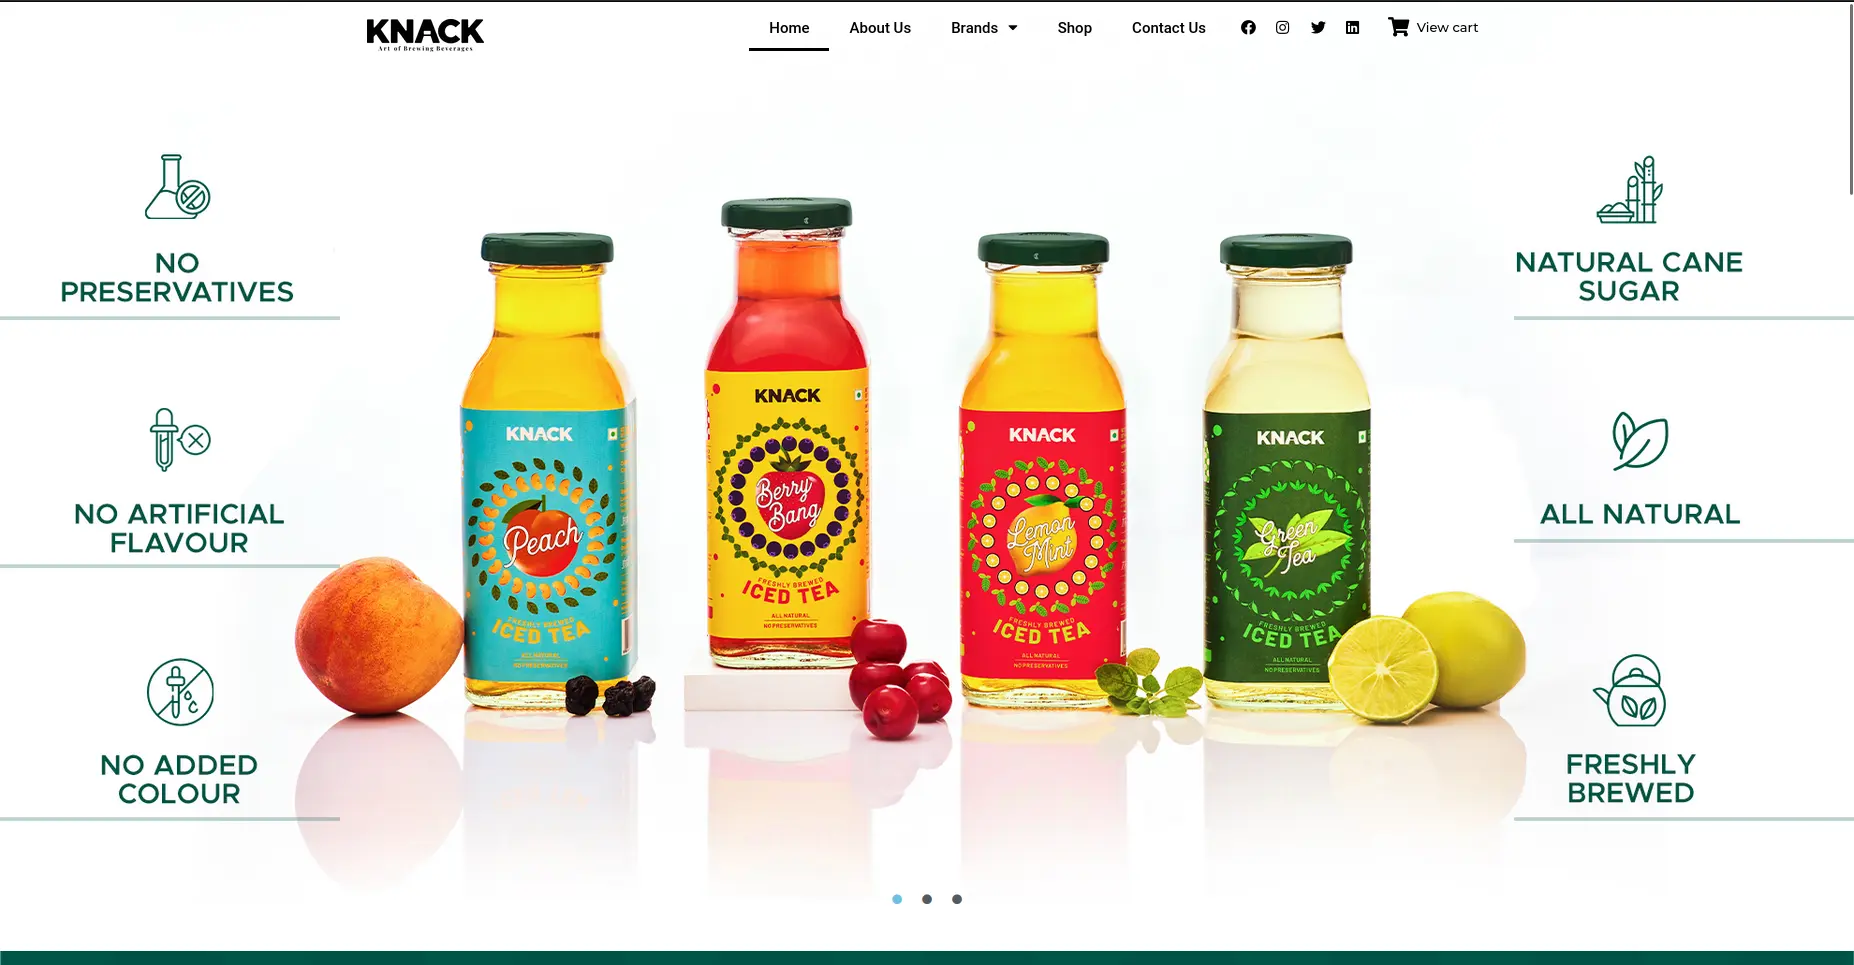 KNACK
Art of Brewing Beverages
Home
About Us
Brands
Shop
Contact Us
View cart
NO
PRESERVATIVES
NO ARTIFICIAL
FLAVOUR
NO ADDED
COLOUR
KNACK
Peach
FRESHLY BREWED
ICED TEA
ALL NATURAL
NO PRESERVATIVES
KNACK
Berry
Bang
FRESHLY BREWED
ICED TEA
ALL NATURAL
NO PRESERVATIVES
KNACK
Lemon
Mint
FRESHLY BREWED
ICED TEA
ALL NATURAL
NO PRESERVATIVES
KNACK
Green
Tea
FRESHLY BREWED
ICED TEA
ALL NATURAL
NO PRESERVATIVES
NATURAL CANE
SUGAR
ALL NATURAL
FRESHLY
BREWED